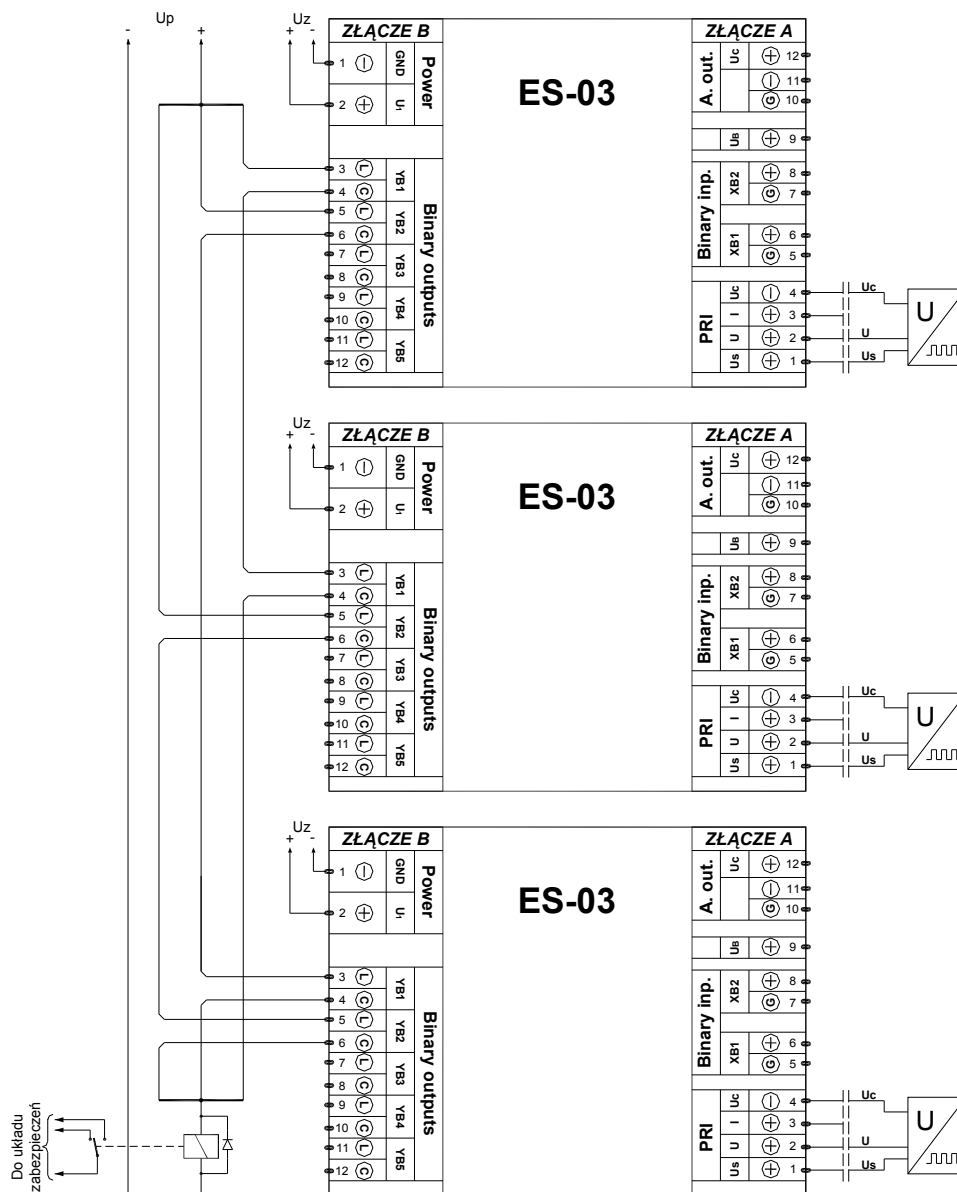 Up
- +
Uz
+ -
ZŁĄCZE B
1 GND
2 U₁
Power
3 L
4 C
YB1
5 L
6 C
YB2
7 L
8 C
YB3
9 L
10 C
YB4
11 L
12 C
YB5
Binary outputs
ES-03
ZŁĄCZE A
A. out.
Uc 12
11
G 10
UB 9
Binary inp.
XB2
8
G 7
XB1
6
G 5
PRI
Uc 4
I 3
U 2
Us 1
Uc
U
Us
U
Uz
+ -
ZŁĄCZE B
1 GND
2 U₁
Power
3 L
4 C
YB1
5 L
6 C
YB2
7 L
8 C
YB3
9 L
10 C
YB4
11 L
12 C
YB5
Binary outputs
ES-03
ZŁĄCZE A
A. out.
Uc 12
11
G 10
UB 9
Binary inp.
XB2
8
G 7
XB1
6
G 5
PRI
Uc 4
I 3
U 2
Us 1
Uc
U
Us
U
Uz
+ -
ZŁĄCZE B
1 GND
2 U₁
Power
3 L
4 C
YB1
5 L
6 C
YB2
7 L
8 C
YB3
9 L
10 C
YB4
11 L
12 C
YB5
Binary outputs
ES-03
ZŁĄCZE A
A. out.
Uc 12
11
G 10
UB 9
Binary inp.
XB2
8
G 7
XB1
6
G 5
PRI
Uc 4
I 3
U 2
Us 1
Uc
U
Us
U
Do układu
zabezpieczeń